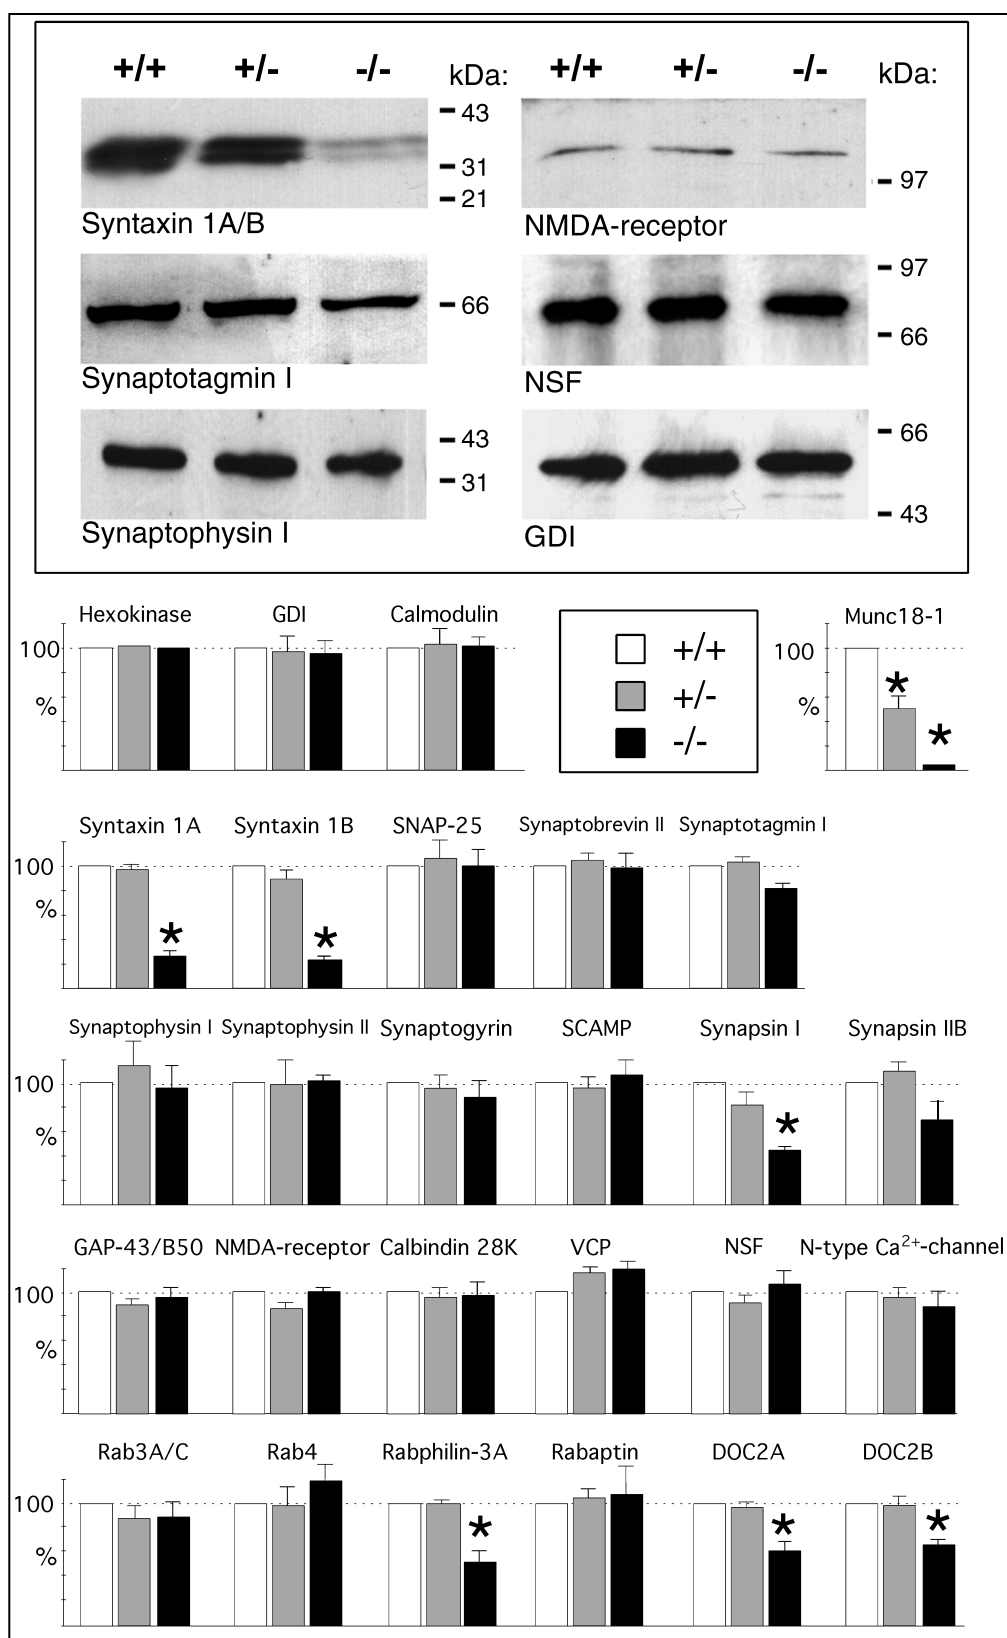 +/+ +/- -/- kDa: +/+ +/- -/- kDa:
43
31
21
Syntaxin 1A/B
97
NMDA-receptor
66
Synaptotagmin I
97
66
NSF
43
31
Synaptophysin I
66
43
GDI
Hexokinase GDI Calmodulin
100
%
+/+
+/-
-/-
Munc18-1
100
%
*
*
Syntaxin 1A Syntaxin 1B SNAP-25 Synaptobrevin II Synaptotagmin I
100
%
* *
Synaptophysin I Synaptophysin II Synaptogyrin SCAMP Synapsin I Synapsin IIB
100
%
*
GAP-43/B50 NMDA-receptor Calbindin 28K VCP NSF N-type Ca²⁺-channel
100
%
Rab3A/C Rab4 Rabphilin-3A Rabaptin DOC2A DOC2B
100
%
* * *